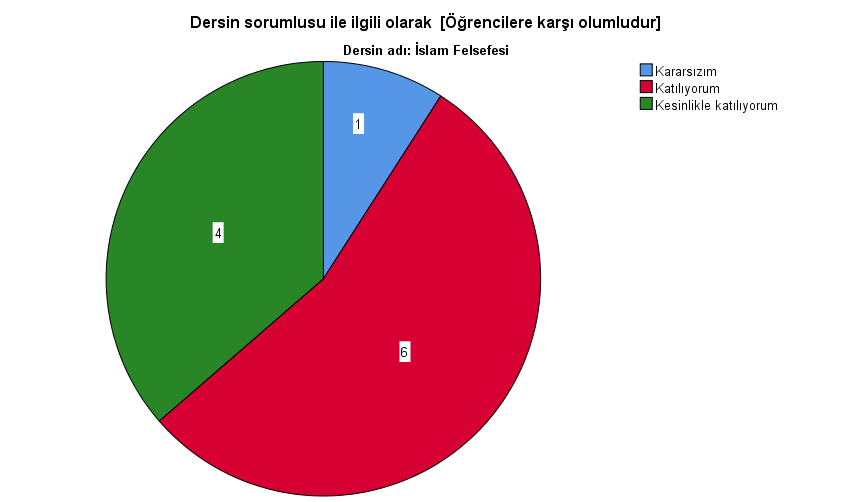 Dersin sorumlusu ile ilgili olarak [Öğrencilere karşı olumludur]
Dersin adı: İslam Felsefesi
Kararsızım
Katılıyorum
Kesinlikle katılıyorum
1
4
6